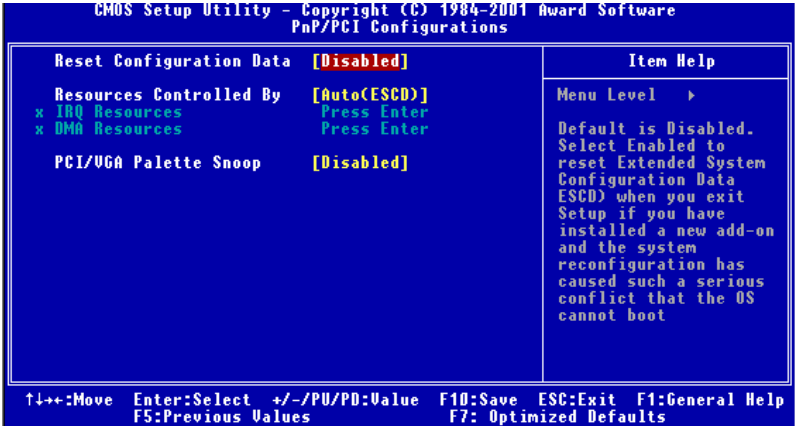 CMOS Setup Utility - Copyright (C) 1984-2001 Award Software
PnP/PCI Configurations
Reset Configuration Data [Disabled]
Resources Controlled By [Auto(ESCD)]
x IRQ Resources Press Enter
x DMA Resources Press Enter
PCI/VGA Palette Snoop [Disabled]
Item Help
Menu Level ▸
Default is Disabled.
Select Enabled to
reset Extended System
Configuration Data
ESCD) when you exit
Setup if you have
installed a new add-on
and the system
reconfiguration has
caused such a serious
conflict that the OS
cannot boot
↑↓→←:Move Enter:Select +/-/PU/PD:Value F10:Save ESC:Exit F1:General Help
F5:Previous Values F7: Optimized Defaults